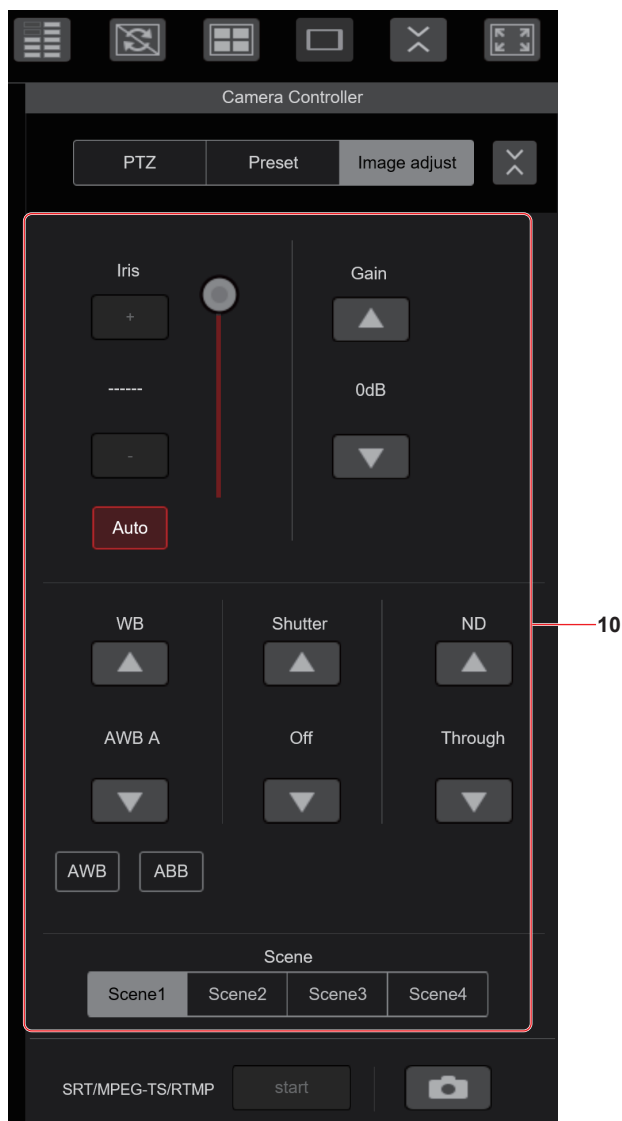 Camera Controller
PTZ Preset Image adjust
Iris Gain
+
------ 0dB
-
Auto
WB Shutter ND
10
AWB A Off Through
AWB ABB
Scene
Scene1 Scene2 Scene3 Scene4
SRT/MPEG-TS/RTMP start